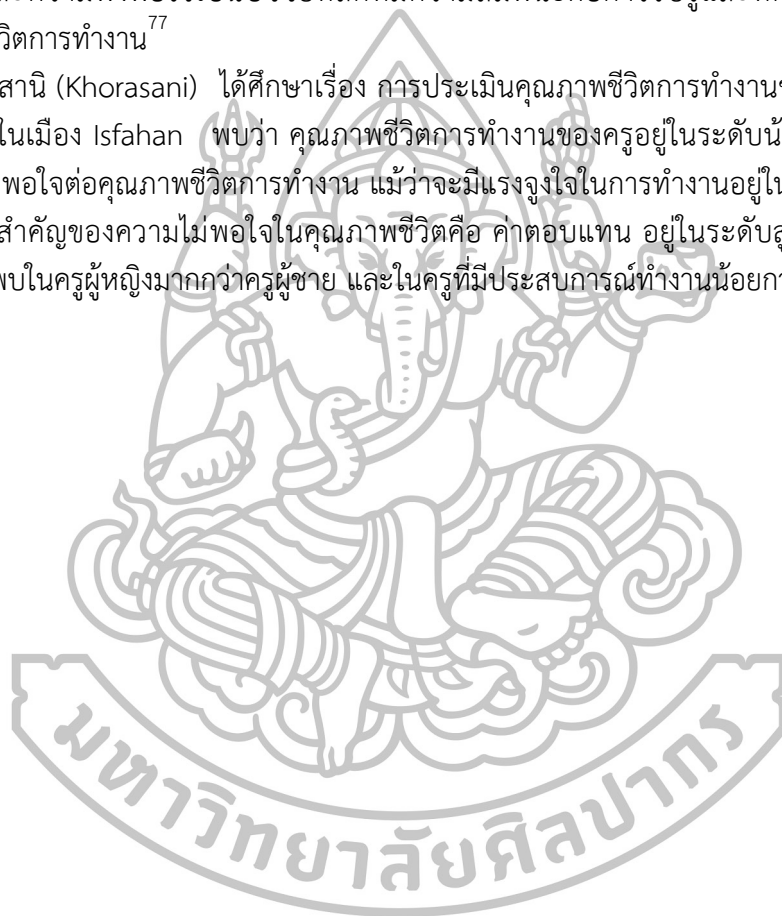 วิตการทำงาน77
สานิ (Khorasani) ได้ศึกษาเรื่อง การประเมินคุณภาพชีวิตการทำงานข
ในเมือง Isfahan พบว่า คุณภาพชีวิตการทำงานของครูอยู่ในระดับน้
พอใจต่อคุณภาพชีวิตการทำงาน แม้ว่าจะมีแรงจูงใจในการทำงานอยู่ใน
สำคัญของความไม่พอใจในคุณภาพชีวิตคือ ค่าตอบแทน อยู่ในระดับสู
พบในครูผู้หญิงมากกว่าครูผู้ชาย และในครูที่มีประสบการณ์ทำงานน้อยกา
มหาวิทยาลัยศิลปากร